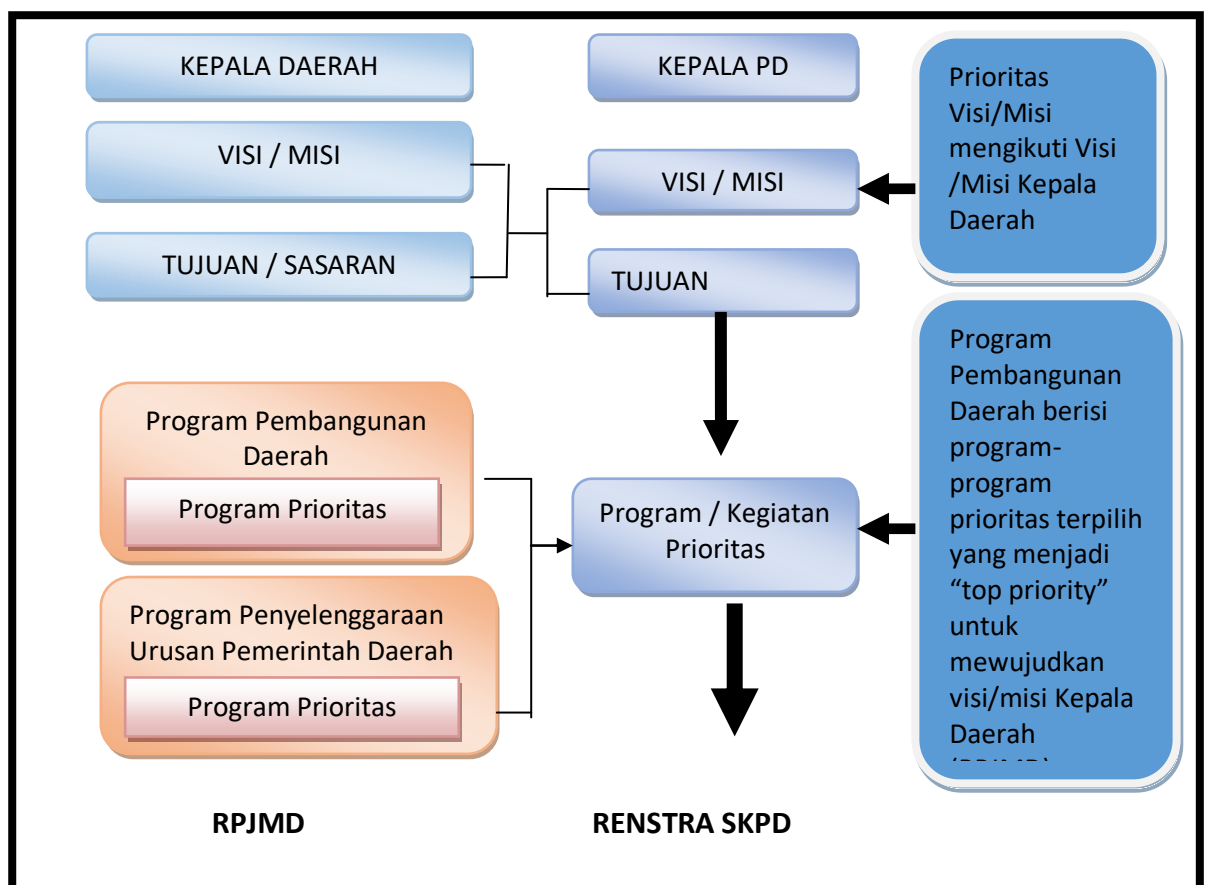 KEPALA DAERAH
KEPALA PD
VISI / MISI
VISI / MISI
TUJUAN / SASARAN
TUJUAN
Prioritas
Visi/Misi
mengikuti Visi
/Misi Kepala
Daerah
Program Pembangunan
Daerah
Program Prioritas
Program Penyelenggaraan
Urusan Pemerintah Daerah
Program Prioritas
Program / Kegiatan
Prioritas
Program
Pembangunan
Daerah berisi
program-
program
prioritas terpilih
yang menjadi
“top priority”
untuk
mewujudkan
visi/misi Kepala
Daerah
RPJMD
RENSTRA SKPD